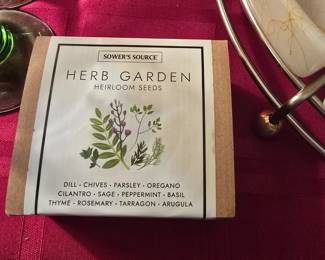 SOWER'S SOURCE
HERB GARDEN
HEIRLOOM SEEDS
DILL · CHIVES · PARSLEY · OREGANO
CILANTRO · SAGE · PEPPERMINT · BASIL
THYME · ROSEMARY · TARRAGON · ARUGULA